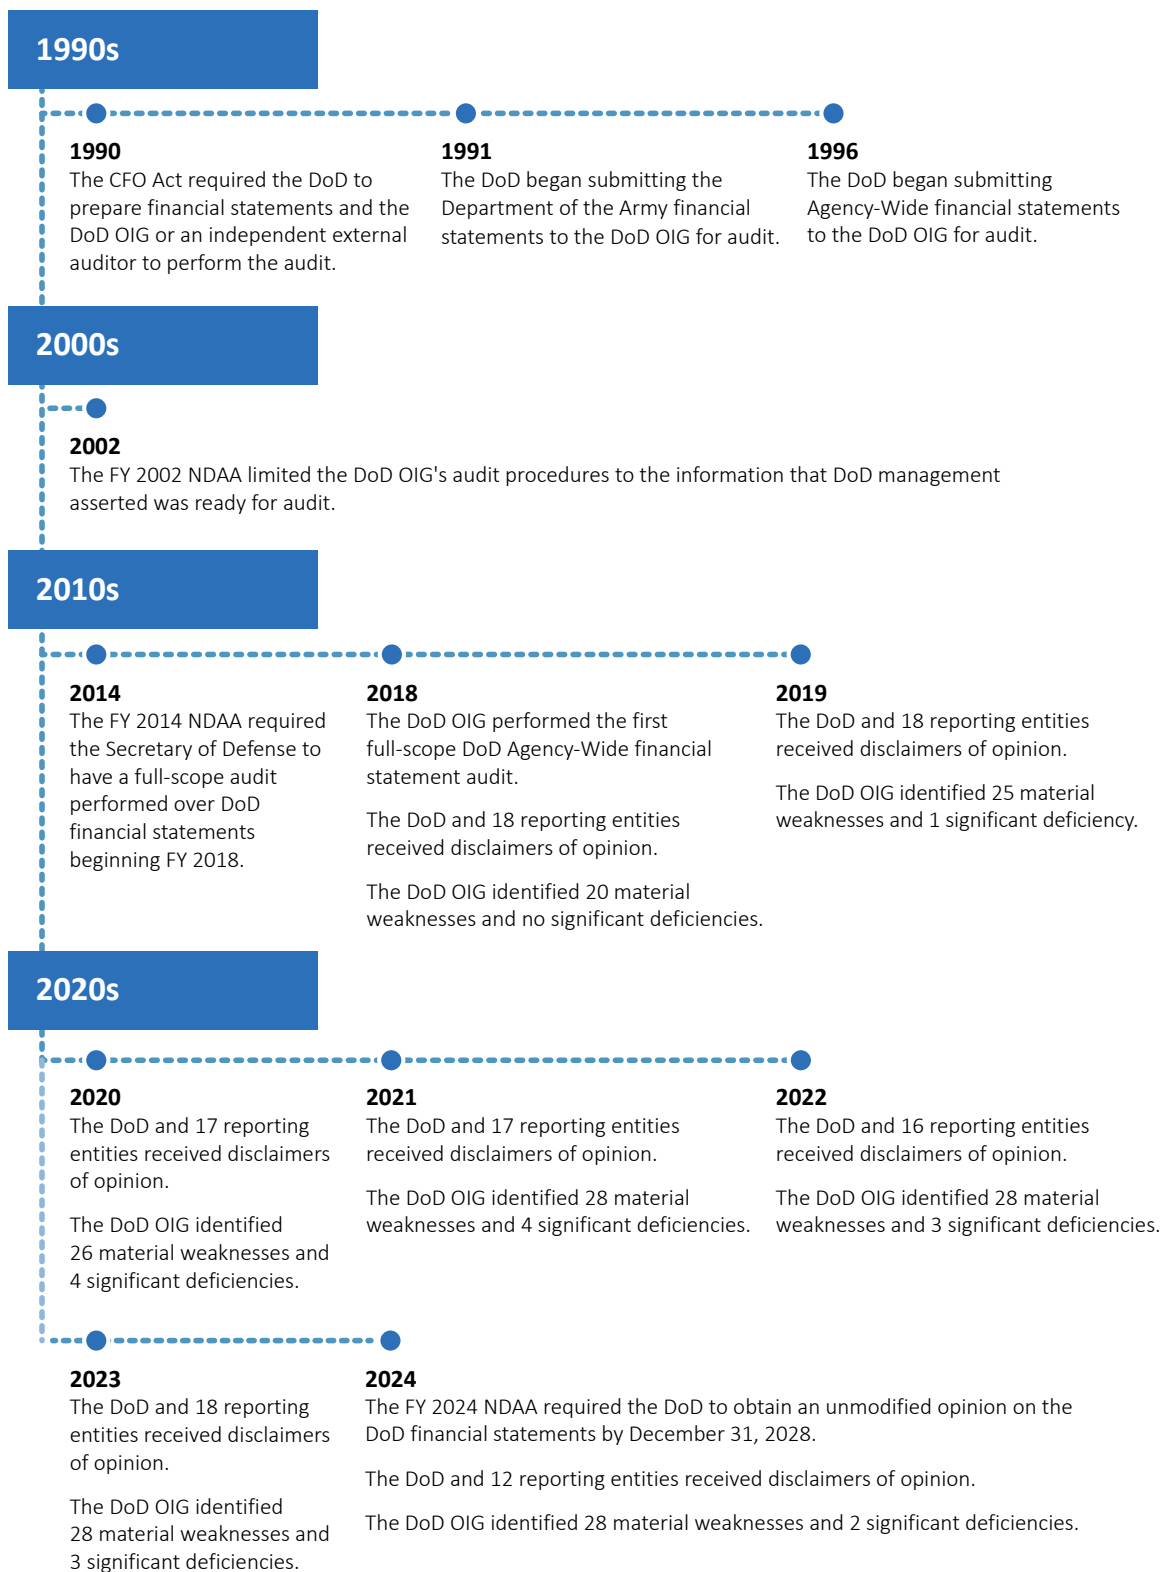 1990s
1990
The CFO Act required the DoD to
prepare financial statements and the
DoD OIG or an independent external
auditor to perform the audit.
1991
The DoD began submitting the
Department of the Army financial
statements to the DoD OIG for audit.
1996
The DoD began submitting
Agency-Wide financial statements
to the DoD OIG for audit.
2000s
2002
The FY 2002 NDAA limited the DoD OIG's audit procedures to the information that DoD management
asserted was ready for audit.
2010s
2014
The FY 2014 NDAA required
the Secretary of Defense to
have a full-scope audit
performed over DoD
financial statements
beginning FY 2018.
2018
The DoD OIG performed the first
full-scope DoD Agency-Wide financial
statement audit.
The DoD and 18 reporting entities
received disclaimers of opinion.
The DoD OIG identified 20 material
weaknesses and no significant deficiencies.
2019
The DoD and 18 reporting entities
received disclaimers of opinion.
The DoD OIG identified 25 material
weaknesses and 1 significant deficiency.
2020s
2020
The DoD and 17 reporting
entities received disclaimers
of opinion.
The DoD OIG identified
26 material weaknesses and
4 significant deficiencies.
2021
The DoD and 17 reporting entities
received disclaimers of opinion.
The DoD OIG identified 28 material
weaknesses and 4 significant deficiencies.
2022
The DoD and 16 reporting entities
received disclaimers of opinion.
The DoD OIG identified 28 material
weaknesses and 3 significant deficiencies.
2023
The DoD and 18 reporting
entities received disclaimers
of opinion.
The DoD OIG identified
28 material weaknesses and
3 significant deficiencies.
2024
The FY 2024 NDAA required the DoD to obtain an unmodified opinion on the
DoD financial statements by December 31, 2028.
The DoD and 12 reporting entities received disclaimers of opinion.
The DoD OIG identified 28 material weaknesses and 2 significant deficiencies.